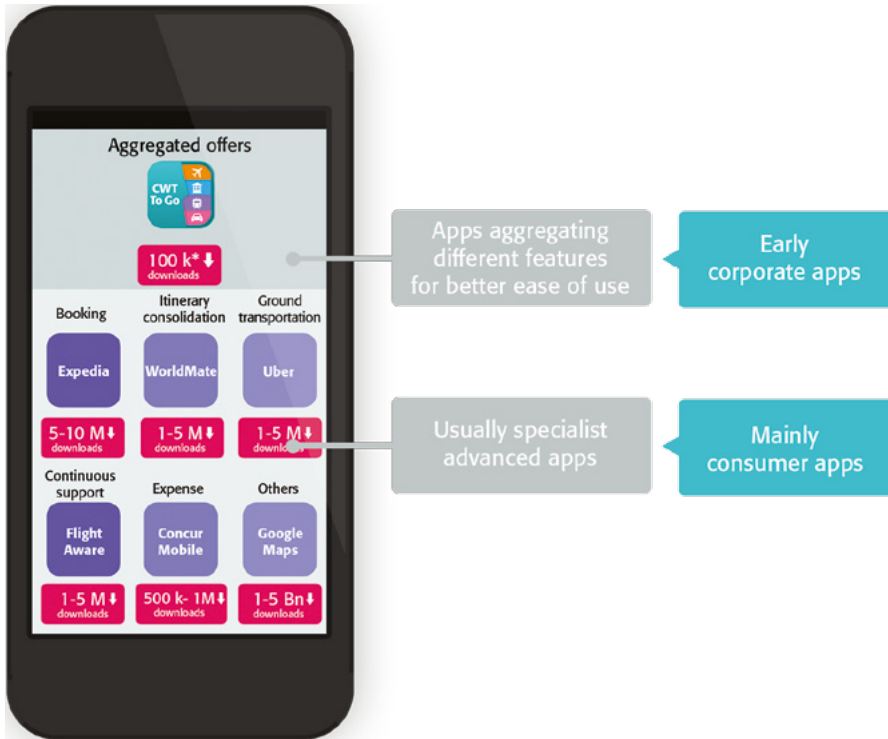 Aggregated offers
CWT
To Go
100 k*
downloads
Apps aggregating
different features
for better ease of use
Early
corporate apps
Booking
Itinerary
consolidation
Ground
transportation
Expedia
WorldMate
Uber
5-10 M
downloads
1-5 M
downloads
1-5 M
downloads
Usually specialist
advanced apps
Mainly
consumer apps
Continuous
support
Expense
Others
Flight
Aware
Concur
Mobile
Google
Maps
1-5 M
downloads
500 k- 1M
downloads
1-5 Bn
downloads